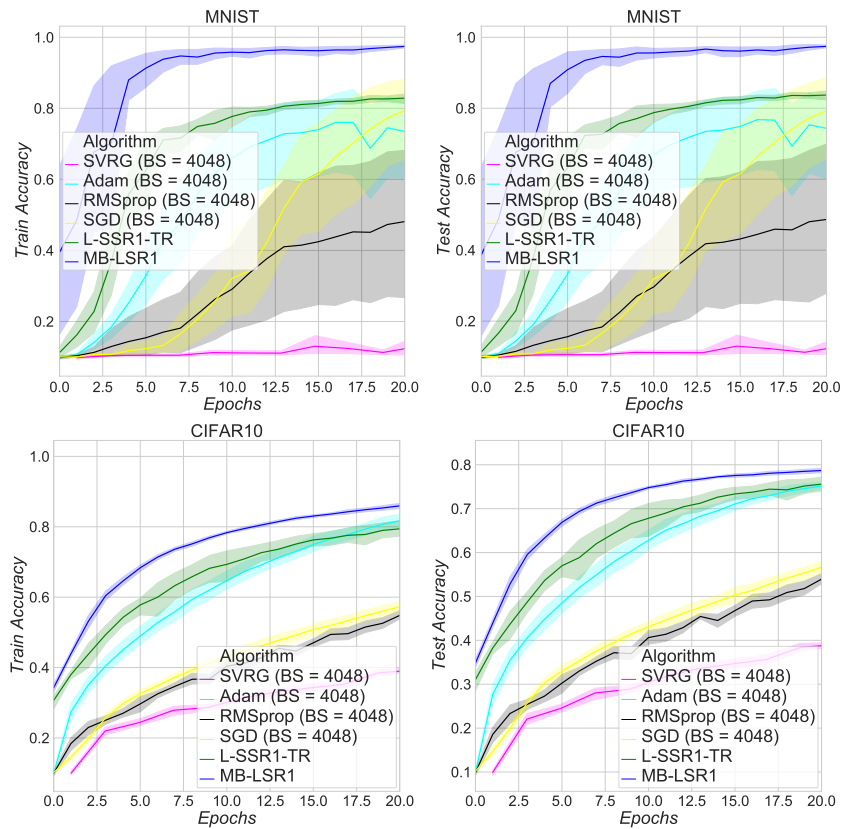 MNIST
Train Accuracy
1.0
0.8
0.6
0.4
0.2
0.0 2.5 5.0 7.5 10.0 12.5 15.0 17.5 20.0
Epochs
Algorithm
SVRG (BS = 4048)
Adam (BS = 4048)
RMSprop (BS = 4048)
SGD (BS = 4048)
L-SSR1-TR
MB-LSR1
MNIST
Test Accuracy
1.0
0.8
0.6
0.4
0.2
0.0 2.5 5.0 7.5 10.0 12.5 15.0 17.5 20.0
Epochs
Algorithm
SVRG (BS = 4048)
Adam (BS = 4048)
RMSprop (BS = 4048)
SGD (BS = 4048)
L-SSR1-TR
MB-LSR1
CIFAR10
Train Accuracy
1.0
0.8
0.6
0.4
0.2
0.0 2.5 5.0 7.5 10.0 12.5 15.0 17.5 20.0
Epochs
Algorithm
SVRG (BS = 4048)
Adam (BS = 4048)
RMSprop (BS = 4048)
SGD (BS = 4048)
L-SSR1-TR
MB-LSR1
CIFAR10
Test Accuracy
0.8
0.7
0.6
0.5
0.4
0.3
0.2
0.1
0.0 2.5 5.0 7.5 10.0 12.5 15.0 17.5 20.0
Epochs
Algorithm
SVRG (BS = 4048)
Adam (BS = 4048)
RMSprop (BS = 4048)
SGD (BS = 4048)
L-SSR1-TR
MB-LSR1